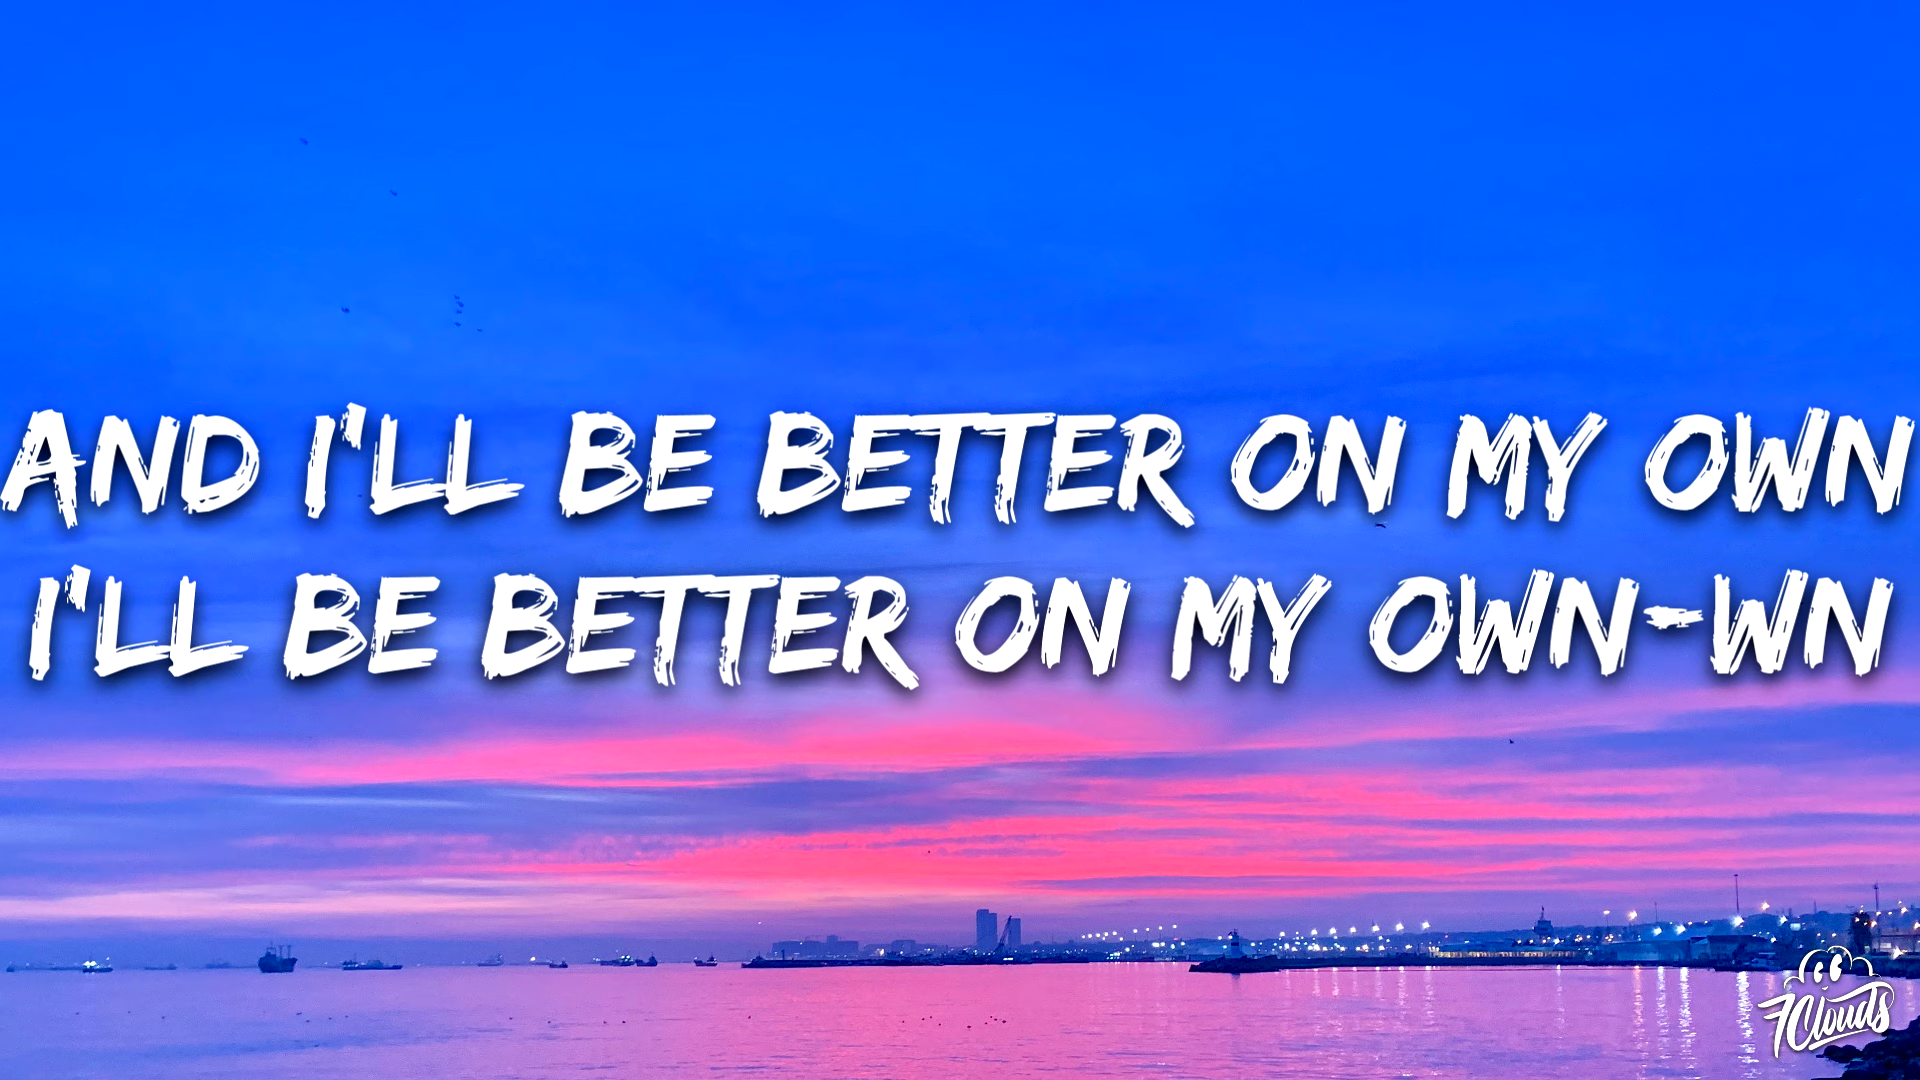 AND I'LL BE BETTER ON MY OWN
I'LL BE BETTER ON MY OWN-WN
7Clouds